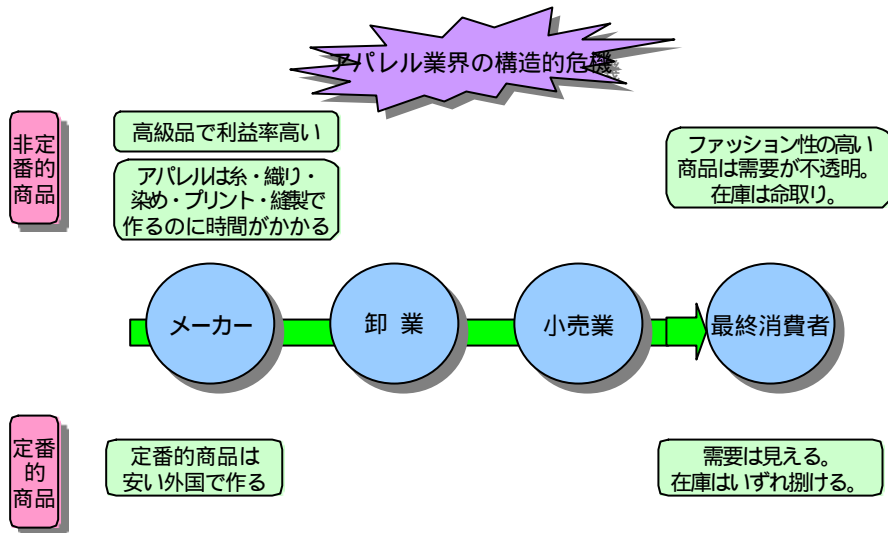 アパレル業界の構造的危機
非定
番的
商品
高級品で利益率高い
アパレルは糸・織り・
染め・プリント・縫製で
作るのに時間がかかる
ファッション性の高い
商品は需要が不透明。
在庫は命取り。
メーカー
卸 業
小売業
最終消費者
定番
的
商品
定番的商品は
安い外国で作る
需要は見える。
在庫はいずれ捌ける。